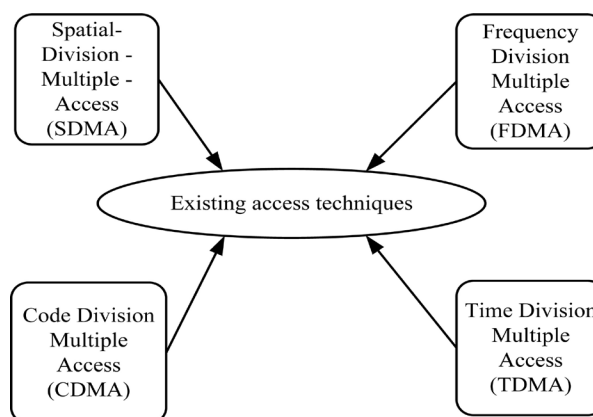 Spatial-
Division -
Multiple -
Access
(SDMA)
Frequency
Division
Multiple
Access
(FDMA)
Existing access techniques
Code Division
Multiple
Access
(CDMA)
Time Division
Multiple
Access
(TDMA)